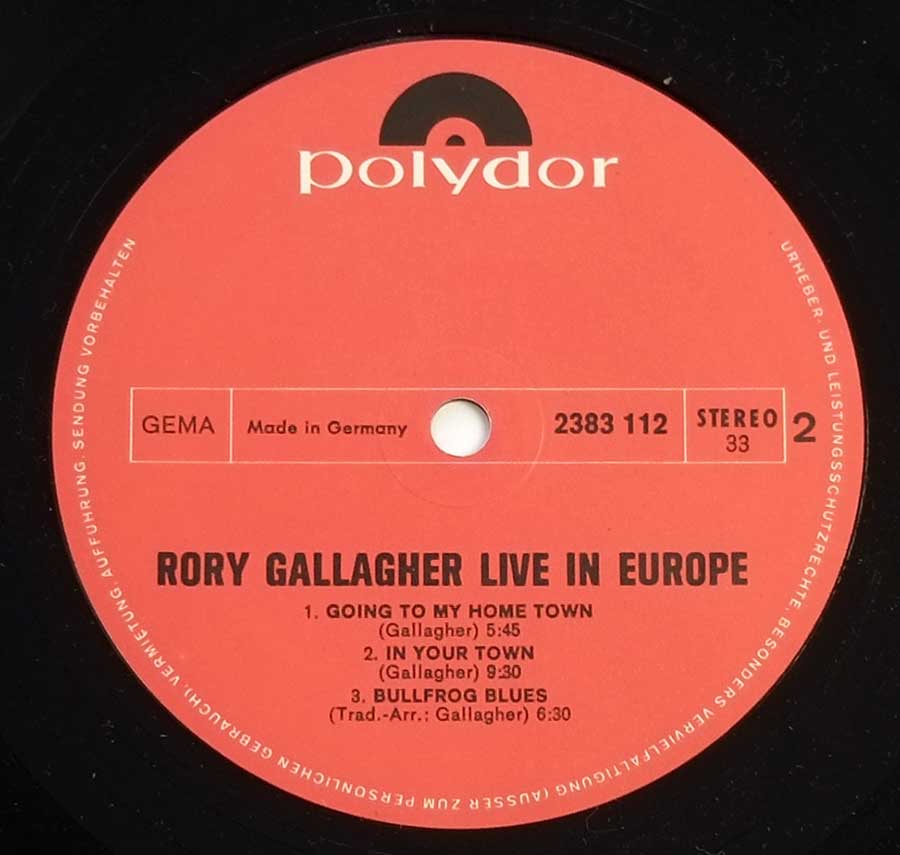 polydor
GEMA
Made in Germany
2383 112
STEREO
33
2
RORY GALLAGHER LIVE IN EUROPE
1. GOING TO MY HOME TOWN
(Gallagher) 5:45
2. IN YOUR TOWN
(Gallagher) 9:30
3. BULLFROG BLUES
(Trad.-Arr.: Gallagher) 6:30
URHEBER- UND LEISTUNGSSCHUTZRECHTE, BESONDERS VERVIELFÄLTIGUNG (AUSSER ZUM PERSÖNLICHEN GEBRAUCH), VERMIETUNG, AUFFÜHRUNG, SENDUNG VORBEHALTEN